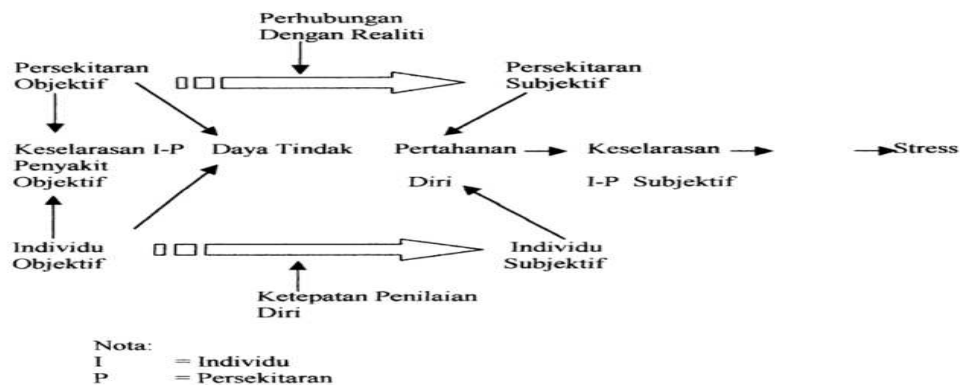 Perhubungan
Dengan Realiti
Persekitaran
Objektif
Persekitaran
Subjektif
Keselarasan I-P
Penyakit
Objektif
Daya Tindak
Pertahanan
Diri
Keselarasan
I-P Subjektif
Stress
Individu
Objektif
Individu
Subjektif
Ketepatan Penilaian
Diri
Nota:
I = Individu
P = Persekitaran